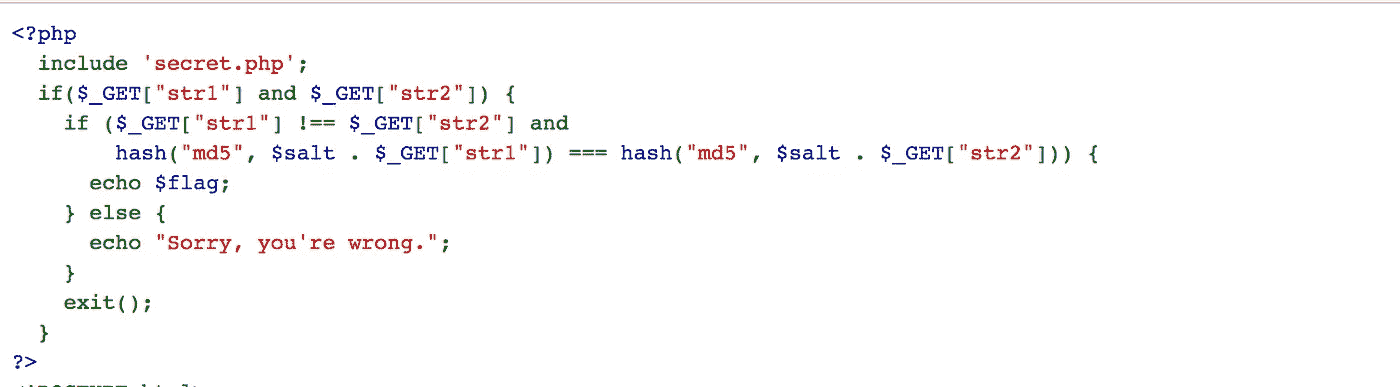 <?php
include 'secret.php';
if($_GET["str1"] and $_GET["str2"]) {
if ($_GET["str1"] !== $_GET["str2"] and
hash("md5", $salt . $_GET["str1"]) === hash("md5", $salt . $_GET["str2"])) {
echo $flag;
} else {
echo "Sorry, you're wrong.";
}
exit();
}
?>